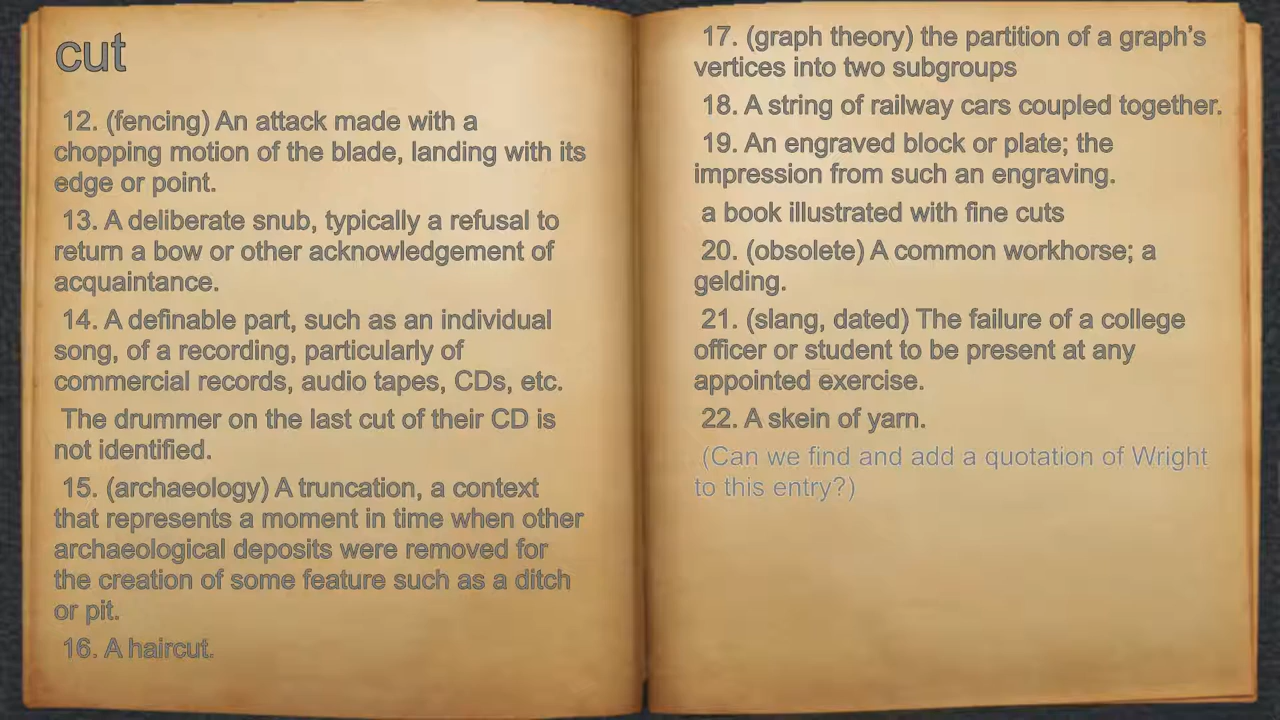 cut
12. (fencing) An attack made with a
chopping motion of the blade, landing with its
edge or point.
13. A deliberate snub, typically a refusal to
return a bow or other acknowledgement of
acquaintance.
14. A definable part, such as an individual
song, of a recording, particularly of
commercial records, audio tapes, CDs, etc.
The drummer on the last cut of their CD is
not identified.
15. (archaeology) A truncation, a context
that represents a moment in time when other
archaeological deposits were removed for
the creation of some feature such as a ditch
or pit.
16. A haircut.
17. (graph theory) the partition of a graph’s
vertices into two subgroups
18. A string of railway cars coupled together.
19. An engraved block or plate; the
impression from such an engraving.
a book illustrated with fine cuts
20. (obsolete) A common workhorse; a
gelding.
21. (slang, dated) The failure of a college
officer or student to be present at any
appointed exercise.
22. A skein of yarn.
(Can we find and add a quotation of Wright
to this entry?)